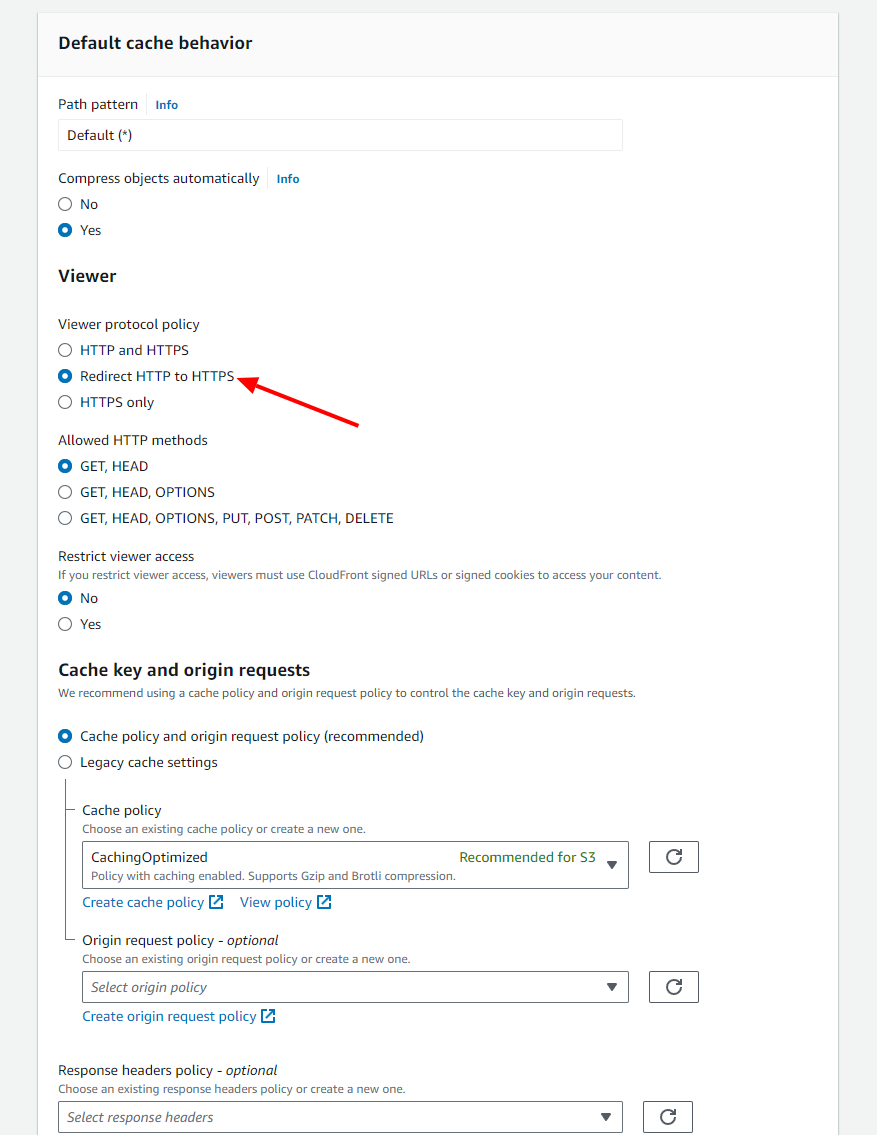 Default cache behavior
Path pattern Info
Default (*)
Compress objects automatically Info
No
Yes
Viewer
Viewer protocol policy
HTTP and HTTPS
Redirect HTTP to HTTPS
HTTPS only
Allowed HTTP methods
GET, HEAD
GET, HEAD, OPTIONS
GET, HEAD, OPTIONS, PUT, POST, PATCH, DELETE
Restrict viewer access
If you restrict viewer access, viewers must use CloudFront signed URLs or signed cookies to access your content.
No
Yes
Cache key and origin requests
We recommend using a cache policy and origin request policy to control the cache key and origin requests.
Cache policy and origin request policy (recommended)
Legacy cache settings
Cache policy
Choose an existing cache policy or create a new one.
CachingOptimized Recommended for S3
Policy with caching enabled. Supports Gzip and Brotli compression.
Create cache policy View policy
Origin request policy - optional
Choose an existing origin request policy or create a new one.
Select origin policy
Create origin request policy
Response headers policy - optional
Choose an existing response headers policy or create a new one.
Select response headers